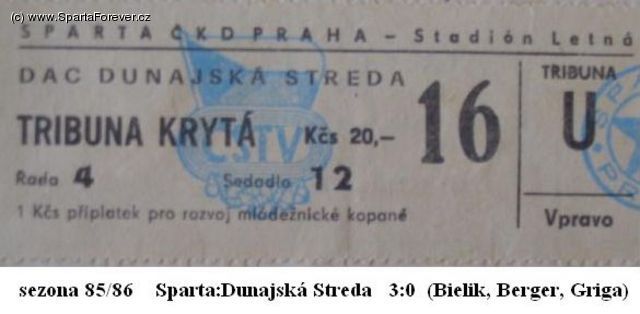 © www.SpartaForever.cz
SPARTA ČKD PRAHA – Stadión Letná
DAC DUNAJSKÁ STREDA
TRIBUNA KRYTÁ Kčs 20,– 16
Řada 4 Sedadlo 12
1 Kčs příplatek pro rozvoj mládežnické kopané
TRIBUNA
U
Vpravo
ČSTV
sezona 85/86 Sparta:Dunajská Streda 3:0 (Bielik, Berger, Griga)